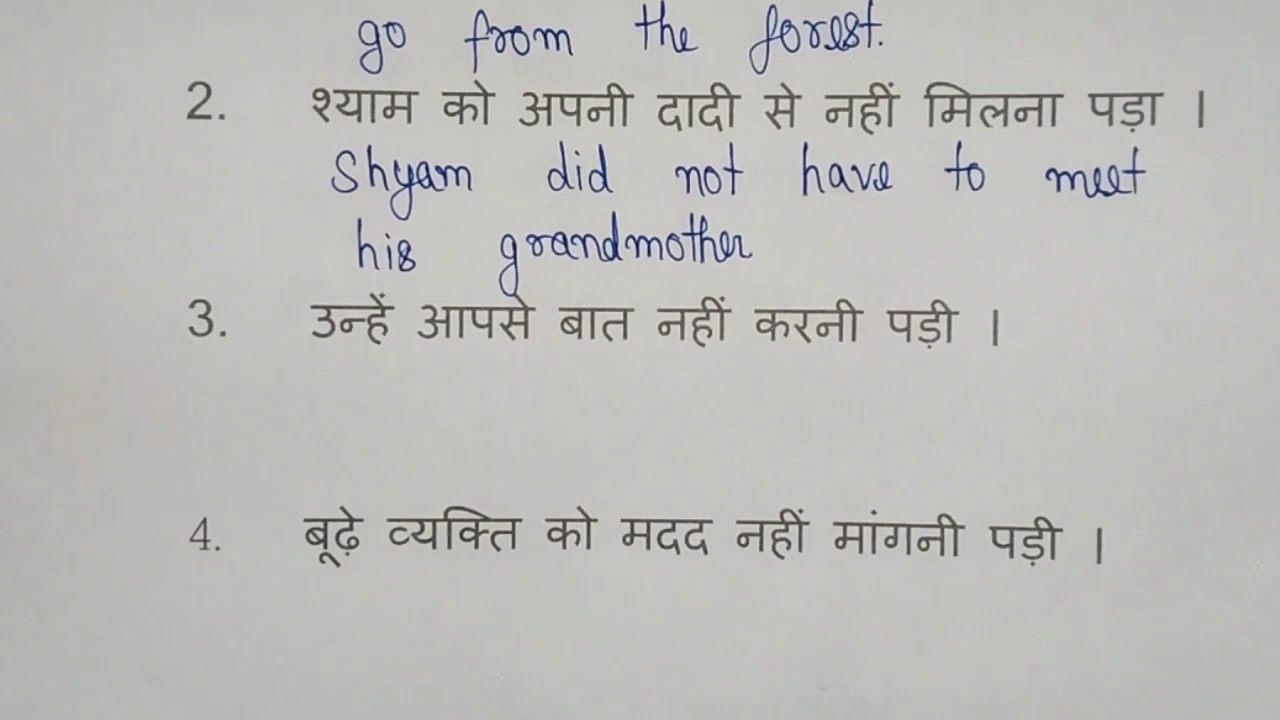 go from the forest.
2. श्याम को अपनी दादी से नहीं मिलना पड़ा ।
Shyam did not have to meet
his grandmother
3. उन्हें आपसे बात नहीं करनी पड़ी ।
4. बूढ़े व्यक्ति को मदद नहीं मांगनी पड़ी ।